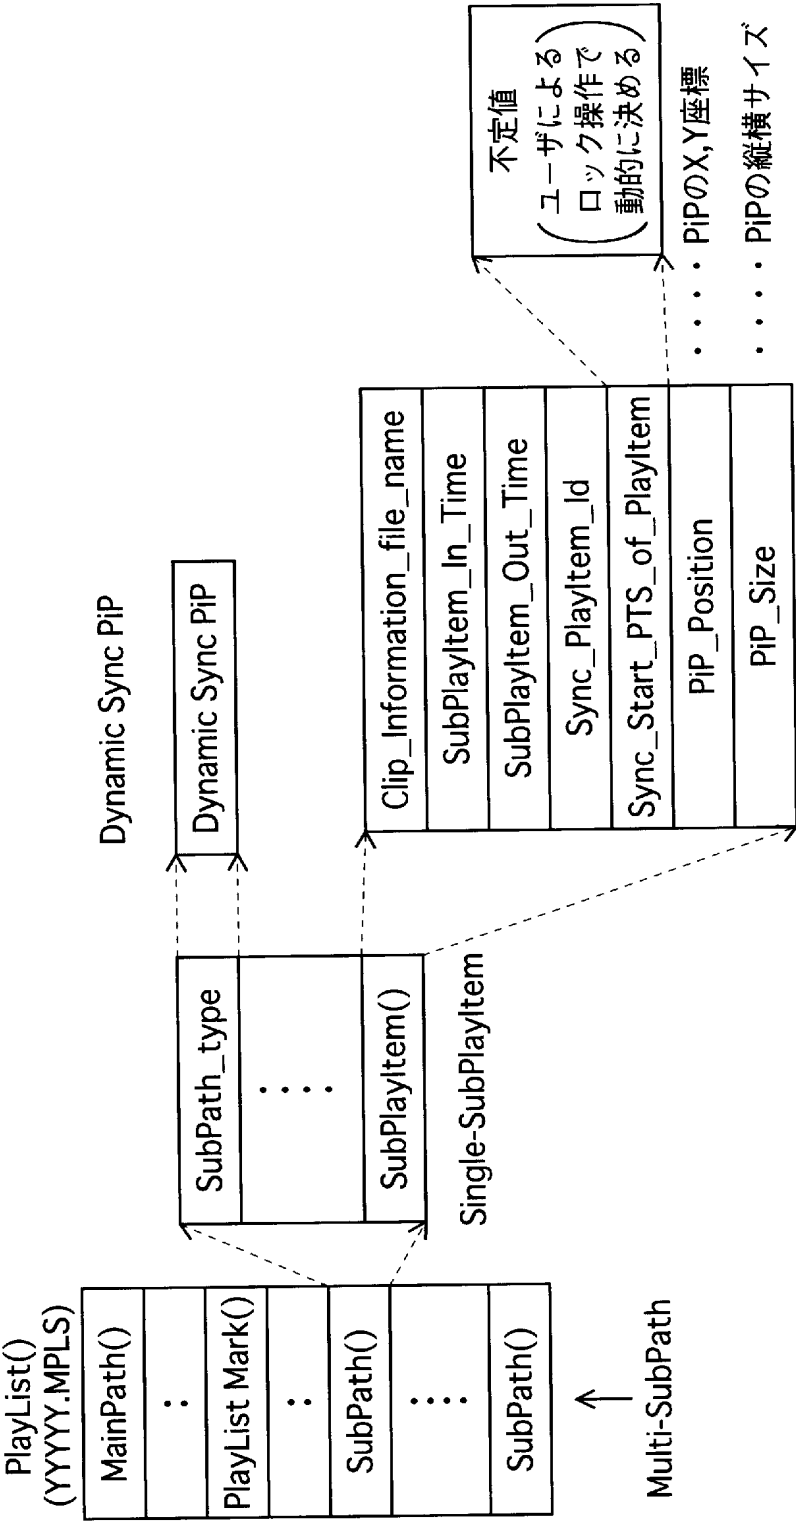 Dynamic Sync PiP
PlayList()
(YYYYY.MPLS)
MainPath()
‥
PlayList Mark()
‥
SubPath()
‥‥
SubPath()
Multi-SubPath
SubPath_type
‥‥
SubPlayItem()
Single-SubPlayItem
Dynamic Sync PiP
Clip_Information_file_name
SubPlayItem_In_Time
SubPlayItem_Out_Time
Sync_PlayItem_Id
Sync_Start_PTS_of_PlayItem
PiP_Position
PiP_Size
不定値
(ユーザによる
ロック操作で
動的に決める)
・・・・・PiPのX,Y座標
・・・・・PiPの縦横サイズ